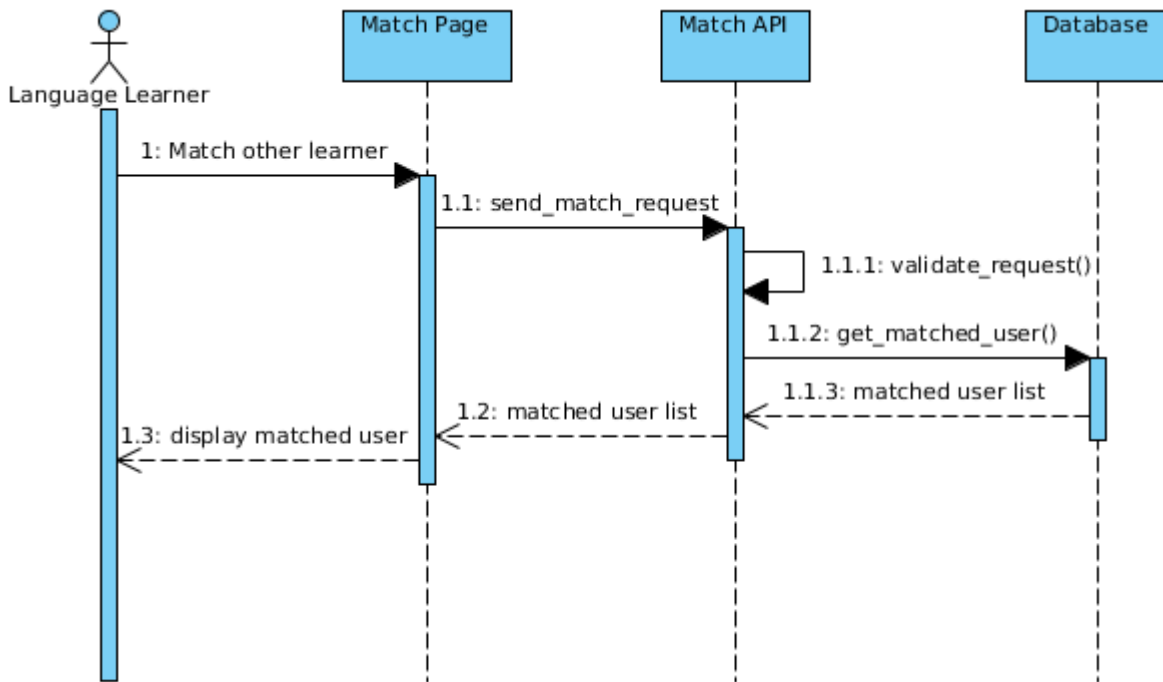 Match Page
Match API
Database
Language Learner
1: Match other learner
1.1: send_match_request
1.1.1: validate_request()
1.1.2: get_matched_user()
1.1.3: matched user list
1.2: matched user list
1.3: display matched user